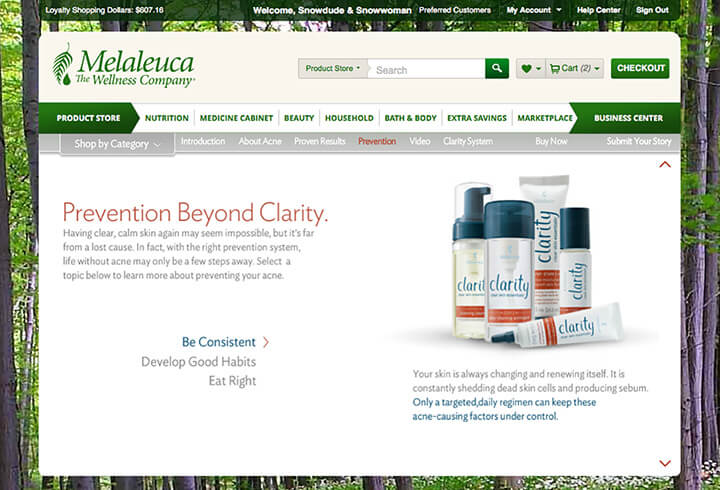 Loyalty Shopping Dollars: $607.16
Welcome, Snowdude & Snowwoman
Preferred Customers
My Account
Help Center
Sign Out
Melaleuca
The Wellness Company
Product Store
Search
Cart (2)
CHECKOUT
PRODUCT STORE
NUTRITION
MEDICINE CABINET
BEAUTY
HOUSEHOLD
BATH & BODY
EXTRA SAVINGS
MARKETPLACE
BUSINESS CENTER
Shop by Category
Introduction
About Acne
Proven Results
Prevention
Video
Clarity System
Buy Now
Submit Your Story
Prevention Beyond Clarity.
Having clear, calm skin again may seem impossible, but it's far
from a lost cause. In fact, with the right prevention system,
life without acne may only be a few steps away. Select a
topic below to learn more about preventing your acne.
Be Consistent
Develop Good Habits
Eat Right
clarity
clarity
clarity
clarity
clarity
Your skin is always changing and renewing itself. It is
constantly shedding dead skin cells and producing sebum.
Only a targeted,daily regimen can keep these
acne-causing factors under control.